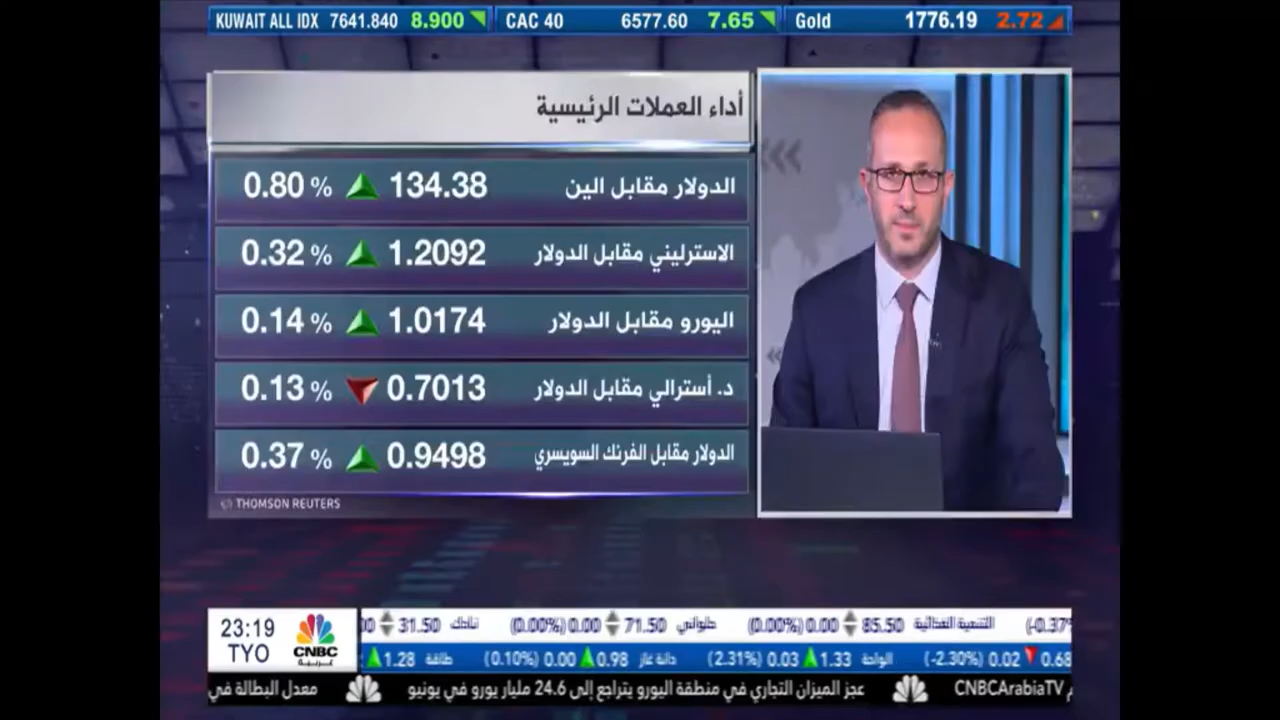 KUWAIT ALL IDX 7641.840 8.900 CAC 40 6577.60 7.65 Gold 1776.19 2.72
أداء العملات الرئيسية
الدولار مقابل الين 134.38 0.80 %
الاسترليني مقابل الدولار 1.2092 0.32 %
اليورو مقابل الدولار 1.0174 0.14 %
د. أسترالي مقابل الدولار 0.7013 0.13 %
الدولار مقابل الفرنك السويسري 0.9498 0.37 %
THOMSON REUTERS
23:19
TYO
CNBC
عربية
(-0.37% التنمية الغذائية 85.50 0.00 (0.00%) حلواني 71.50 0.00 (0.00%) نادك 31.50
0.68 0.02 (-2.30%) الواحة 1.33 0.03 (2.31%) دانة غاز 0.98 0.00 (0.10%) طاقة 1.28
CNBCArabiaTV عجز الميزان التجاري في منطقة اليورو يتراجع إلى 24.6 مليار يورو في يونيو معدل البطالة في